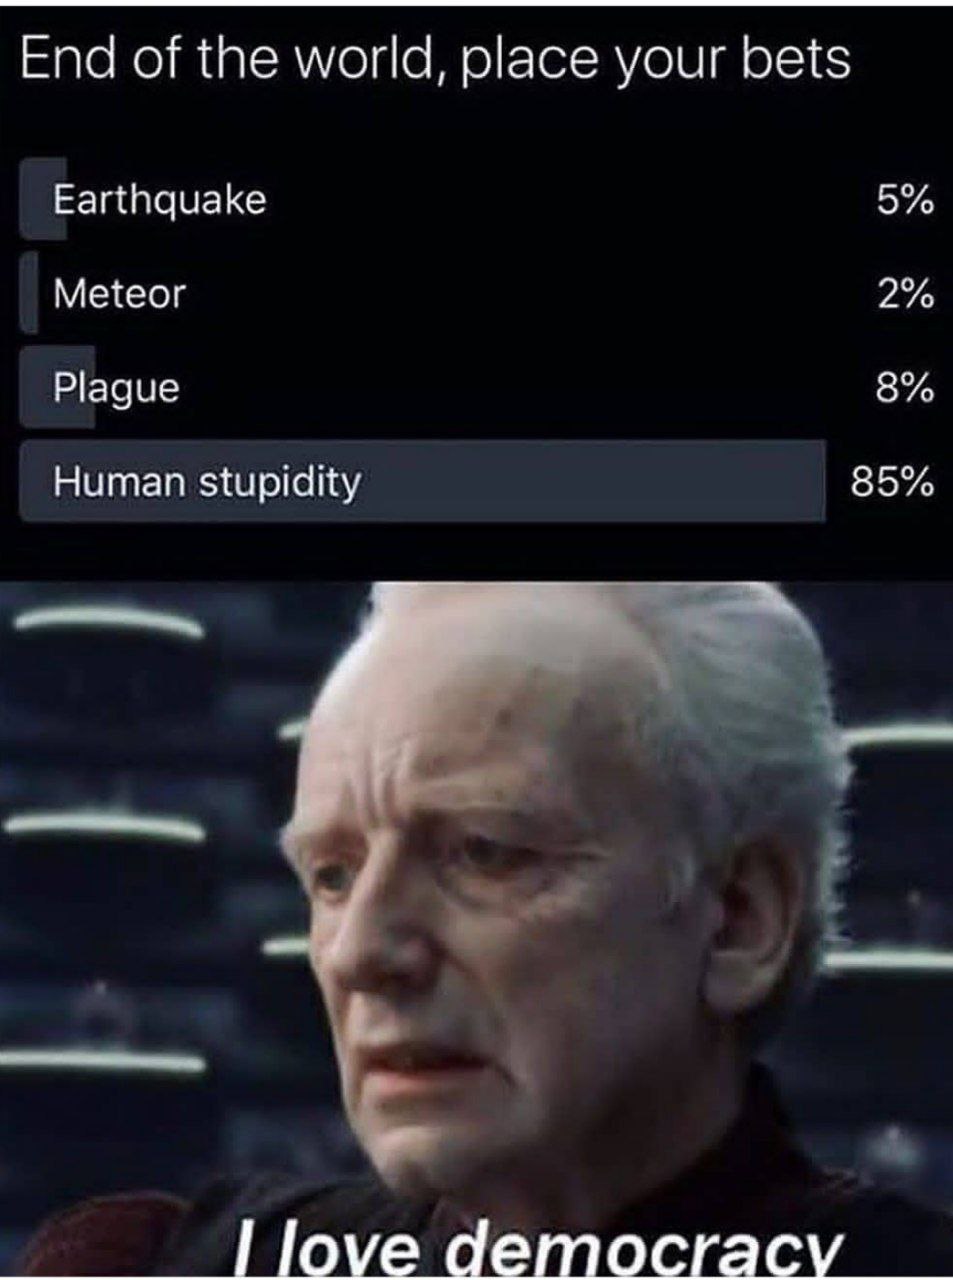 End of the world, place your bets
Earthquake 5%
Meteor 2%
Plague 8%
Human stupidity 85%
I love democracy